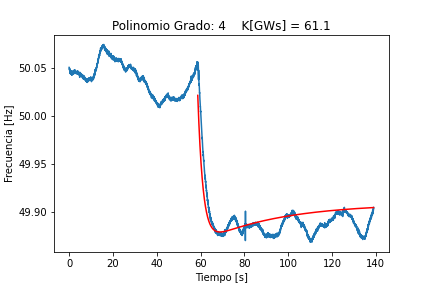 Polinomio Grado: 4    K[GWs] = 61.1
Frecuencia [Hz]
50.05
50.00
49.95
49.90
0 20 40 60 80 100 120 140
Tiempo [s]